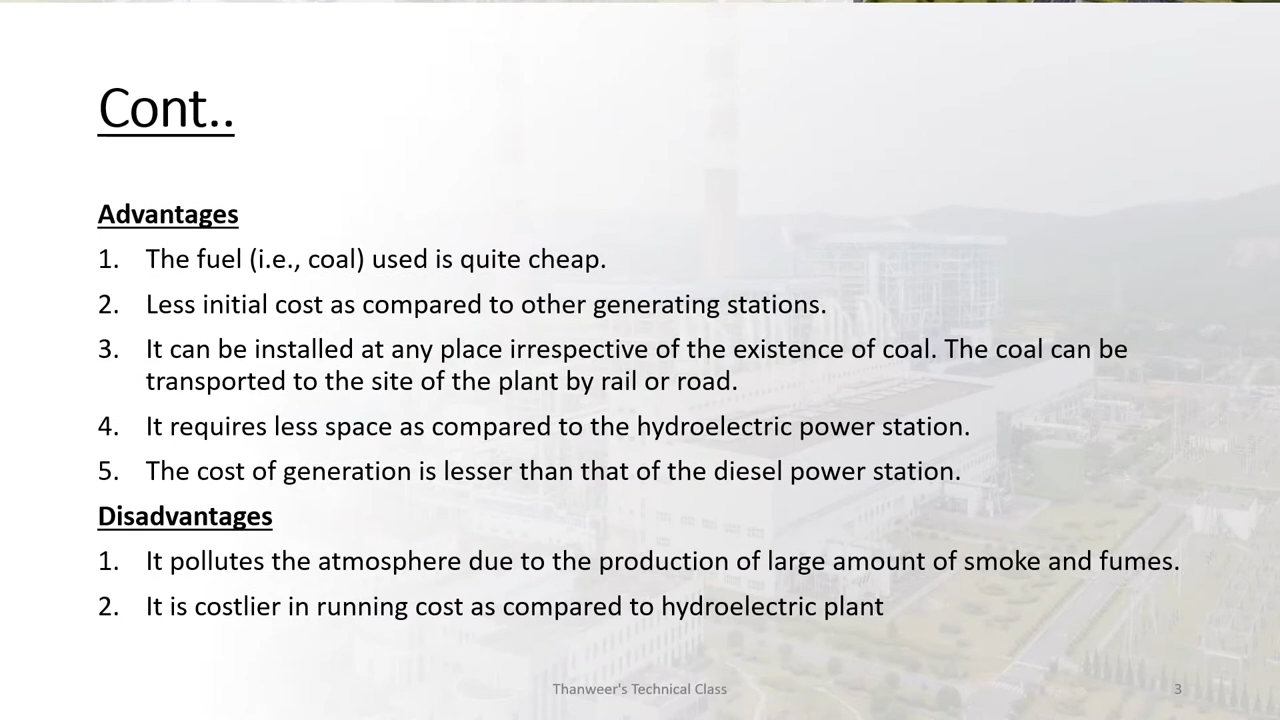 Cont..
Advantages
1. The fuel (i.e., coal) used is quite cheap.
2. Less initial cost as compared to other generating stations.
3. It can be installed at any place irrespective of the existence of coal. The coal can be
transported to the site of the plant by rail or road.
4. It requires less space as compared to the hydroelectric power station.
5. The cost of generation is lesser than that of the diesel power station.
Disadvantages
1. It pollutes the atmosphere due to the production of large amount of smoke and fumes.
2. It is costlier in running cost as compared to hydroelectric plant
Thanweer's Technical Class 3